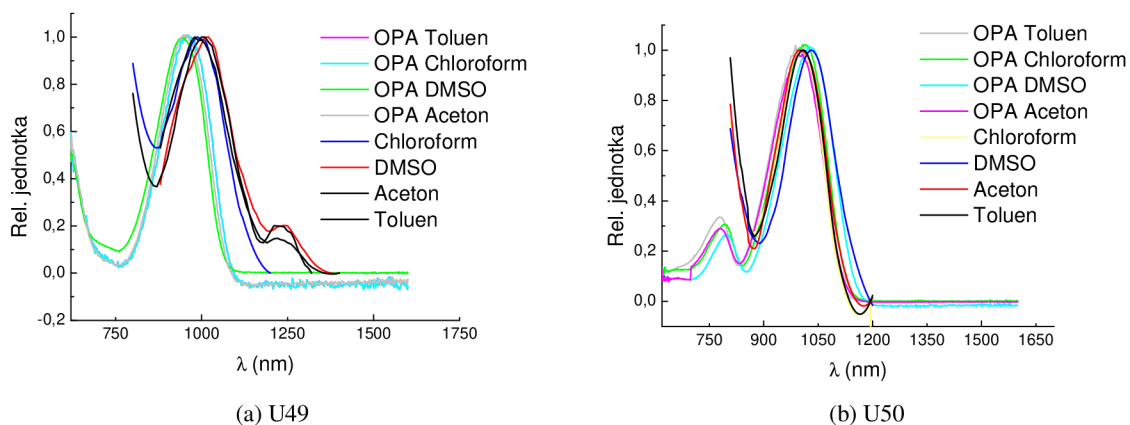 Rel. jednotka
1,0
0,8
0,6
0,4
0,2
0,0
-0,2
750
1000
1250
1500
1750
λ (nm)
OPA Toluen
OPA Chloroform
OPA DMSO
OPA Aceton
Chloroform
DMSO
Aceton
Toluen
(a) U49
Rel. jednotka
1,0
0,8
0,6
0,4
0,2
0,0
750
900
1050
1200
1350
1500
1650
λ (nm)
OPA Toluen
OPA Chloroform
OPA DMSO
OPA Aceton
Chloroform
DMSO
Aceton
Toluen
(b) U50